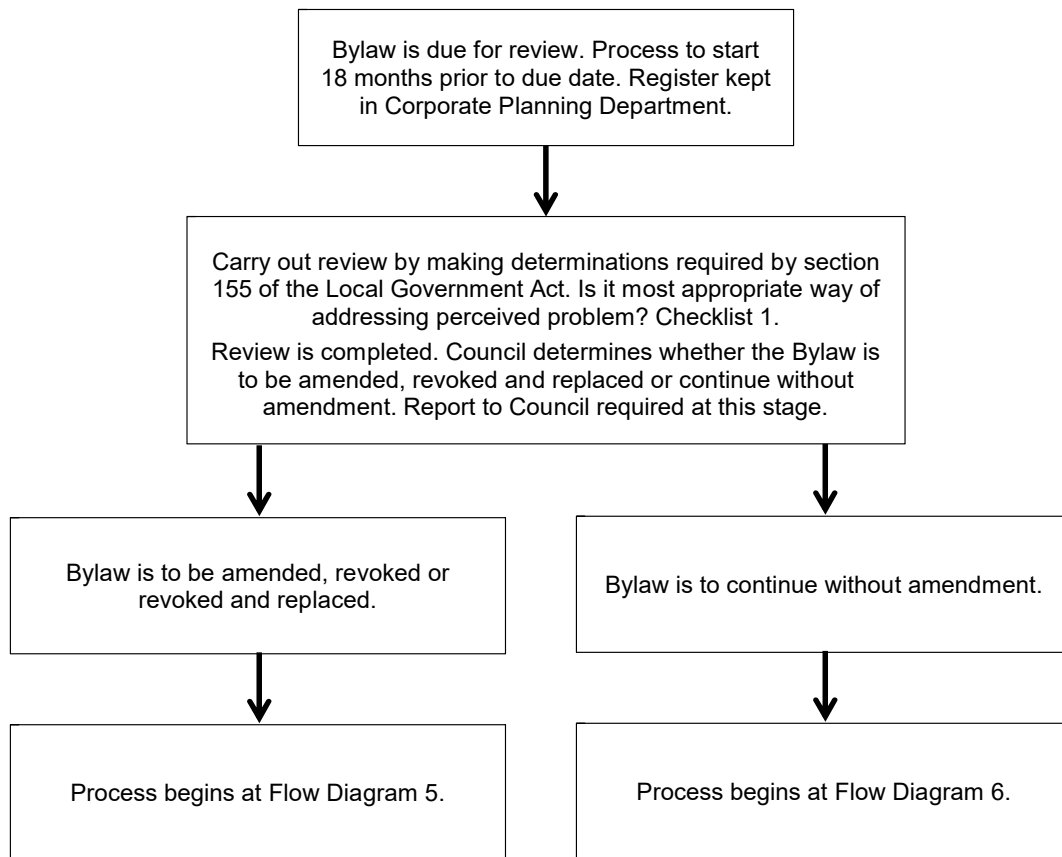 Bylaw is due for review. Process to start
18 months prior to due date. Register kept
in Corporate Planning Department.
Carry out review by making determinations required by section
155 of the Local Government Act. Is it most appropriate way of
addressing perceived problem? Checklist 1.
Review is completed. Council determines whether the Bylaw is
to be amended, revoked and replaced or continue without
amendment. Report to Council required at this stage.
Bylaw is to be amended, revoked or
revoked and replaced.
Bylaw is to continue without amendment.
Process begins at Flow Diagram 5.
Process begins at Flow Diagram 6.